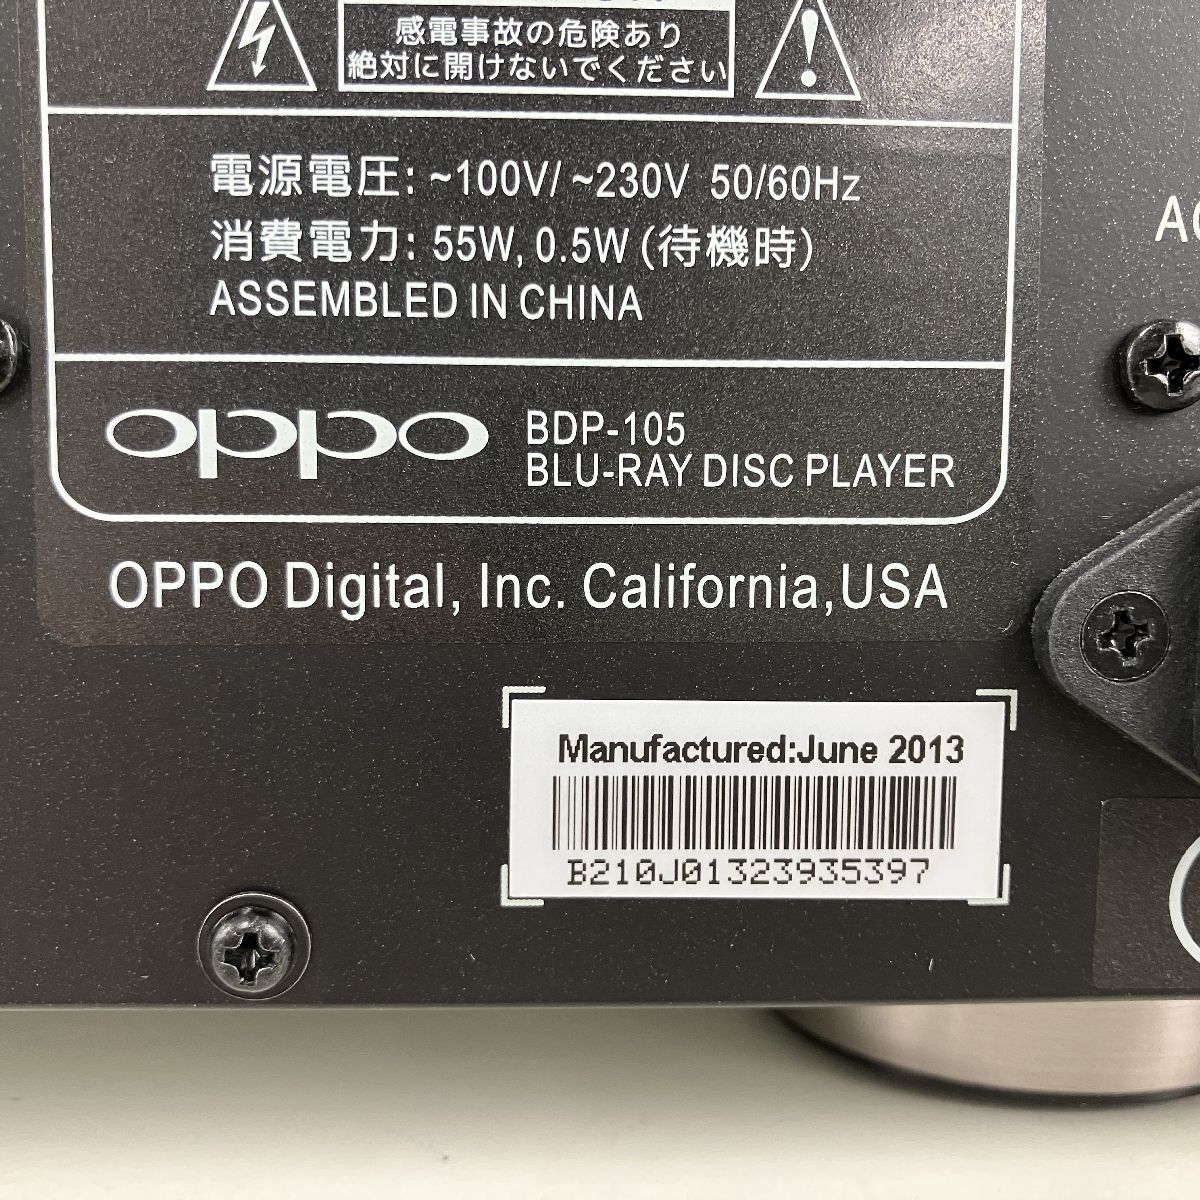 感電事故の危険あり
絶対に開けないでください
電源電圧: ~100V/ ~230V 50/60Hz
消費電力: 55W, 0.5W (待機時)
ASSEMBLED IN CHINA
oppo
BDP-105
BLU-RAY DISC PLAYER
OPPO Digital, Inc. California,USA
Manufactured:June 2013
B210J01323935397